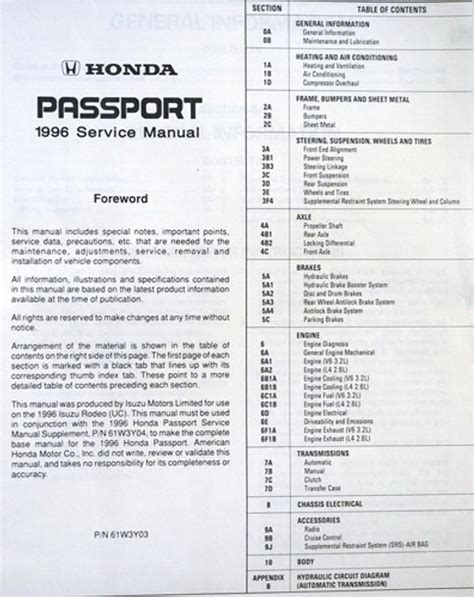 HONDA
PASSPORT
1996 Service Manual
Foreword
This manual includes special notes, important points,
service data, precautions, etc. that are needed for the
maintenance, adjustments, service, removal and
installation of vehicle components.
All information, illustrations and specifications contained
in this manual are based on the latest product information
available at the time of publication.
All rights are reserved to make changes at any time without
notice.
Arrangement of the material is shown in the table of
contents on the right side of this page. The first page of each
section is marked with a black tab that lines up with its
corresponding thumb index tab. These point to a more
detailed table of contents preceding each section.
This manual was produced by Isuzu Motors Limited for use
on the 1996 Isuzu Rodeo (UC). This manual must be used
in conjunction with the 1996 Honda Passport Service
Manual Supplement, P/N 61W3Y04, to make the complete
base manual for the 1996 Honda Passport. American
Honda Motor Co., Inc. did not write, review or validate this
manual, and takes no responsibility for its completeness or
accuracy.
P/N 61W3Y03
SECTION TABLE OF CONTENTS
GENERAL INFORMATION
0A General Information
0B Maintenance and Lubrication
HEATING AND AIR CONDITIONING
1A Heating and Ventilation
1B Air Conditioning
1D Compressor Overhaul
FRAME, BUMPERS AND SHEET METAL
2A Frame
2B Bumpers
2C Sheet Metal
STEERING, SUSPENSION, WHEELS AND TIRES
3A Front End Alignment
3B1 Power Steering
3B3 Steering Linkage
3C Front Suspension
3D Rear Suspension
3E Wheels and Tires
3F4 Supplemental Restraint System Steering Wheel and Column
AXLE
4A Propeller Shaft
4B1 Rear Axle
4B2 Locking Differential
4C Front Axle
BRAKES
5A Hydraulic Brakes
5A1 Hydraulic Brake Booster System
5A2 Disc and Drum Brakes
5A3 Rear Wheel Antilock Brake System
5A4 Antilock Brake System
5C Parking Brakes
ENGINE
6 Engine Diagnosis
6A General Engine Mechanical
6A1 Engine (V6 3.2L)
6A2 Engine (L4 2.6L)
6B1A Engine Cooling (V6 3.2L)
6B1B Engine Cooling (L4 2.6L)
6C1A Engine Fuel (V6 3.2L)
6C1B Engine Fuel (L4 2.6L)
6D Engine Electrical
6E Driveability and Emissions
6F1A Engine Exhaust (V6 3.2L)
6F1B Engine Exhaust (L4 2.6L)
TRANSMISSIONS
7A Automatic
7B Manual
7C Clutch
7D Transfer Case
8 CHASSIS ELECTRICAL
ACCESSORIES
9A Radio
9B Cruise Control
9J Supplemental Restraint System (SRS)-AIR BAG
10 BODY
APPENDIX HYDRAULIC CIRCUIT DIAGRAM
B (AUTOMATIC TRANSMISSION)